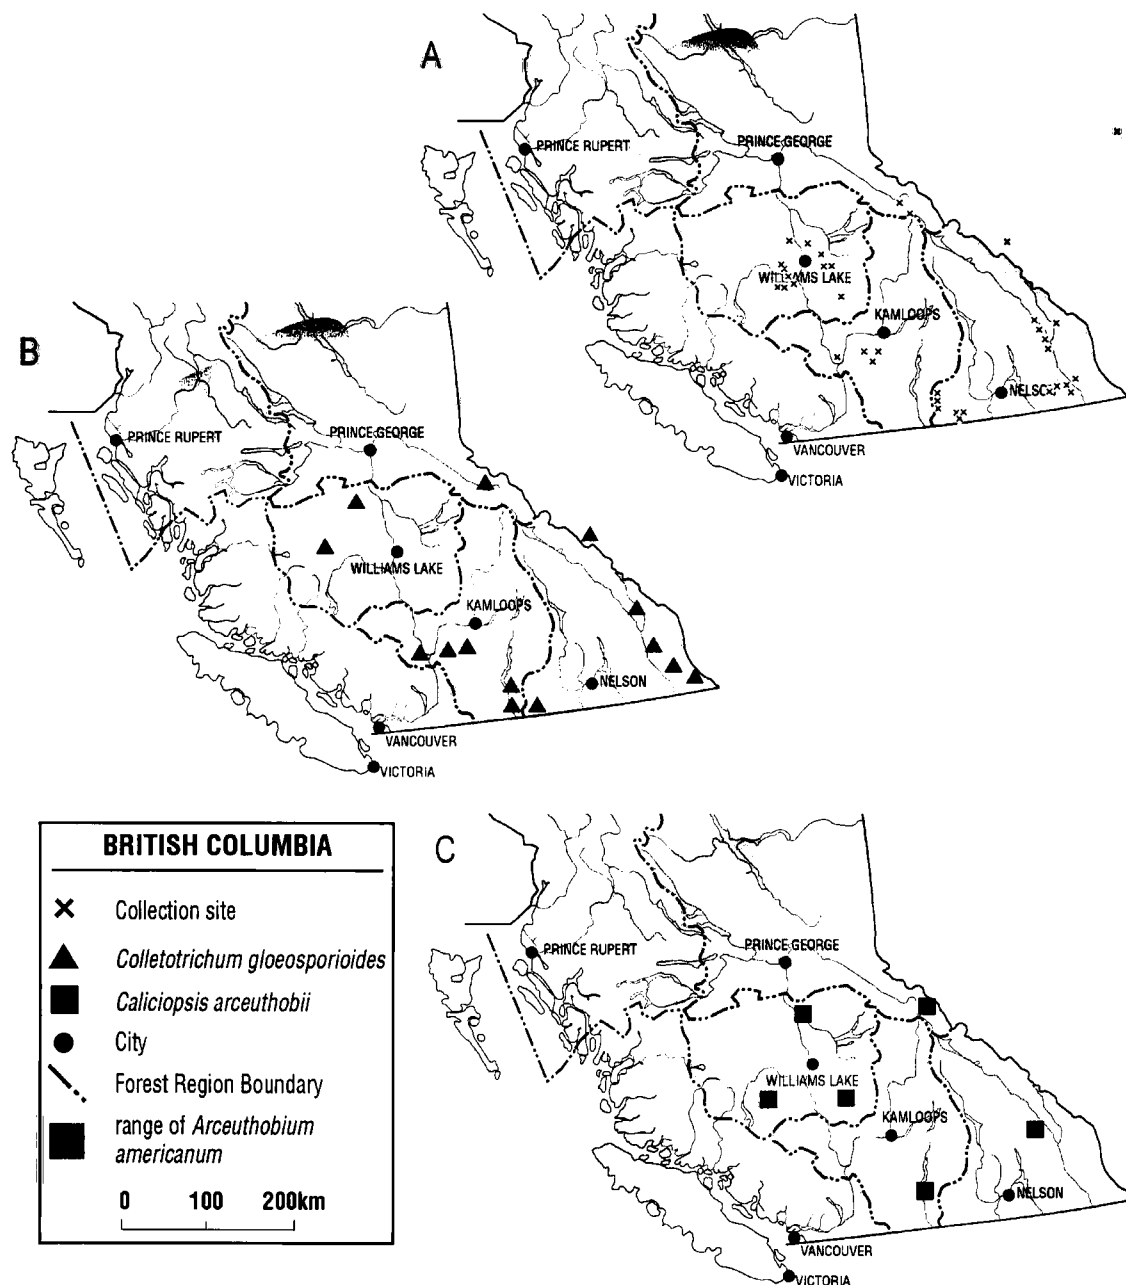 A
PRINCE RUPERT
PRINCE GEORGE
WILLIAMS LAKE
KAMLOOPS
NELSON
VANCOUVER
VICTORIA
B
PRINCE RUPERT
PRINCE GEORGE
WILLIAMS LAKE
KAMLOOPS
NELSON
VANCOUVER
VICTORIA
BRITISH COLUMBIA
Collection site
Colletotrichum gloeosporioides
Caliciopsis arceuthobii
City
Forest Region Boundary
range of Arceuthobium
americanum
0 100 200km
C
PRINCE RUPERT
PRINCE GEORGE
WILLIAMS LAKE
KAMLOOPS
NELSON
VANCOUVER
VICTORIA